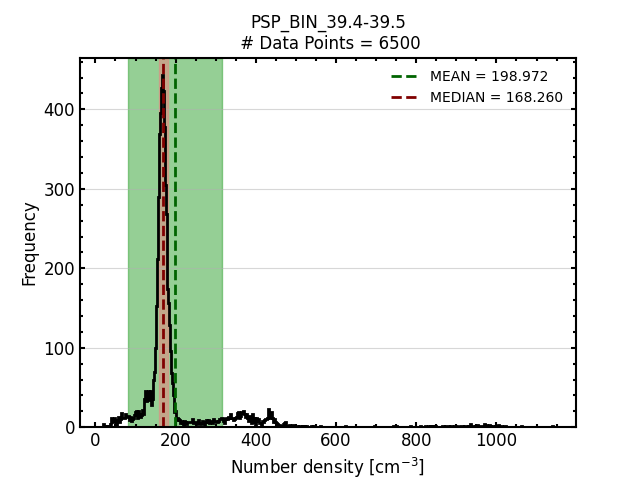 PSP_BIN_39.4-39.5
# Data Points = 6500
MEAN = 198.972
MEDIAN = 168.260
Frequency
400
300
200
100
0
0 200 400 600 800 1000
Number density [cm⁻³]